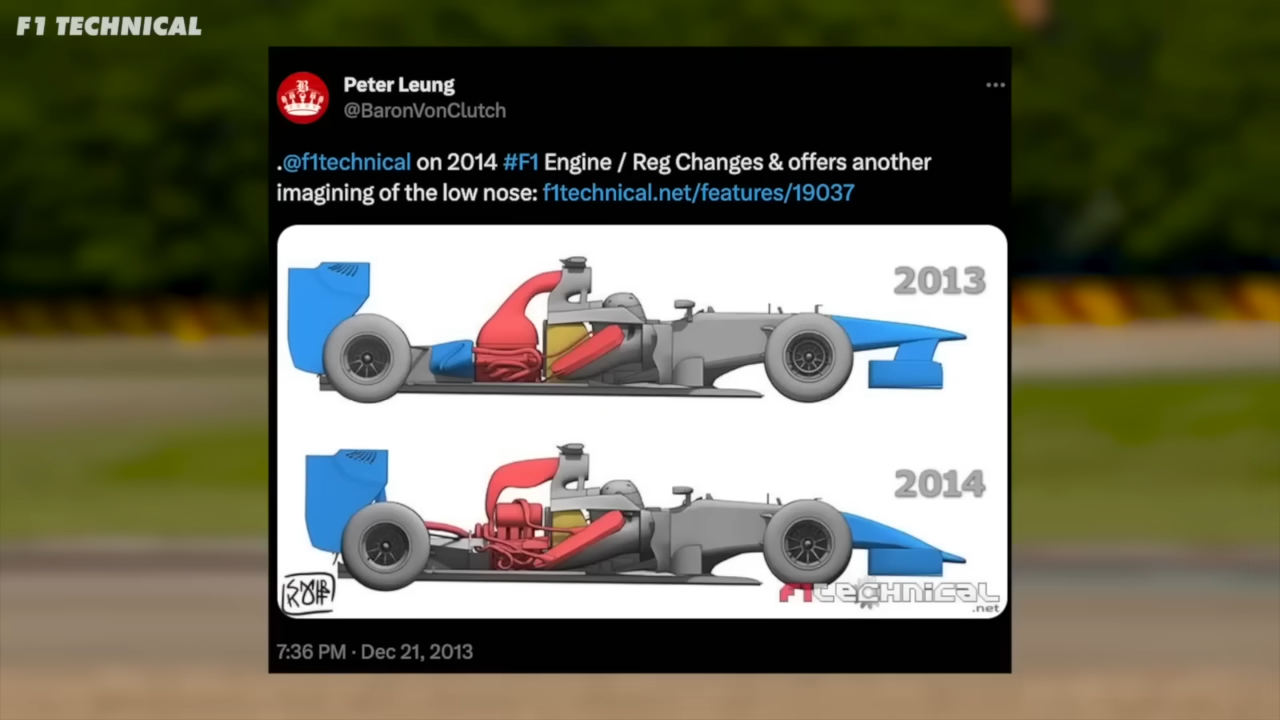 F1 TECHNICAL
Peter Leung
@BaronVonClutch
.@f1technical on 2014 #F1 Engine / Reg Changes & offers another
imagining of the low nose: f1technical.net/features/19037
2013
2014
F1technical
.net
7:36 PM · Dec 21, 2013